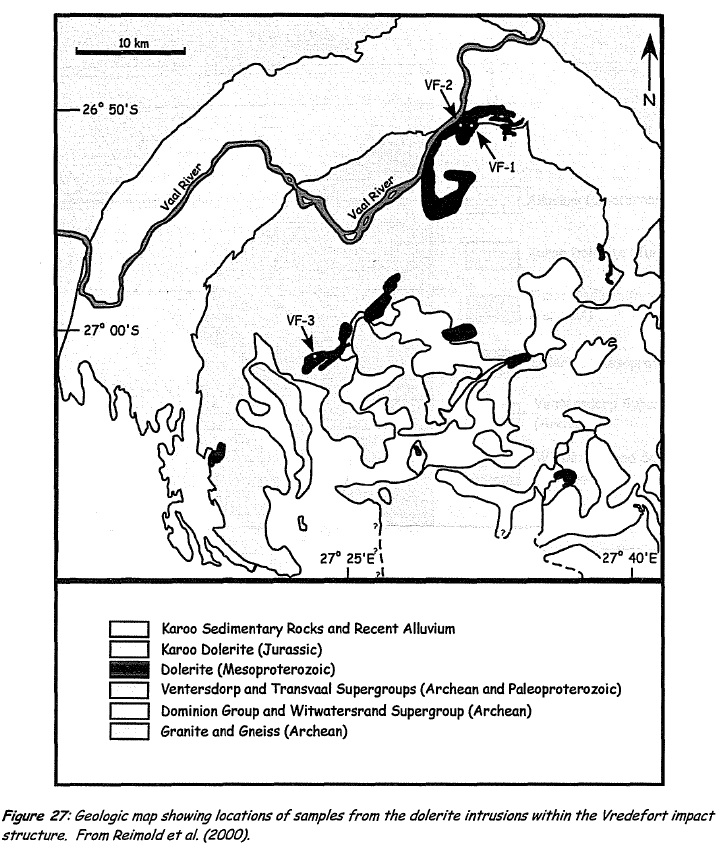 10 km
N
VF-2
26° 50'S
VF-1
Vaal River
Vaal River
VF-3
27° 00'S
?
?
?
?
27° 25'E
27° 40'E
Karoo Sedimentary Rocks and Recent Alluvium
Karoo Dolerite (Jurassic)
Dolerite (Mesoproterozoic)
Ventersdorp and Transvaal Supergroups (Archean and Paleoproterozoic)
Dominion Group and Witwatersrand Supergroup (Archean)
Granite and Gneiss (Archean)
Figure 27: Geologic map showing locations of samples from the dolerite intrusions within the Vredefort impact
structure. From Reimold et al. (2000).